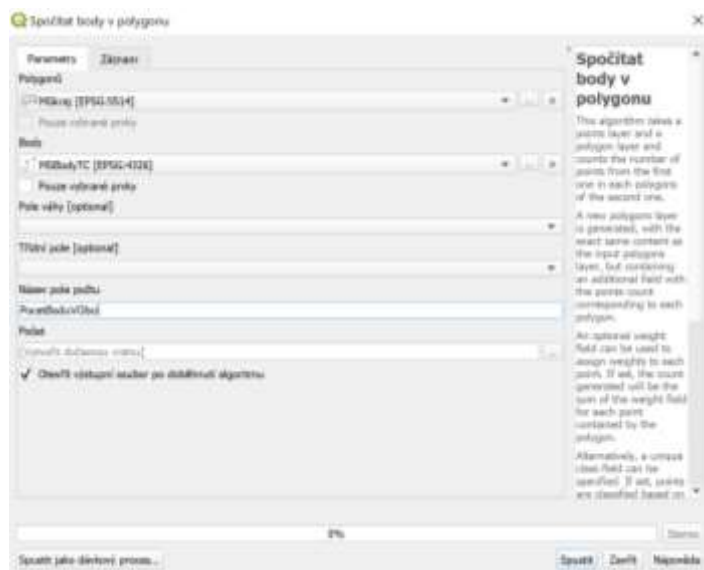 Spočítat body v polygonu
Parametry Záznam
Polygonů
[EPSG:5514]
Pouze vybrané prvky
Body
[EPSG:4326]
Pouze vybrané prvky
Pole váhy [optional]
Třídní pole [optional]
Název pole počtu
Počet
[Vytvořit dočasnou vrstvu]
✓ Otevřít výstupní soubor po doběhnutí algoritmu
Spočítat
body v
polygonu
This algorithm takes a
points layer and a
polygon layer and
counts the number of
points from the first
one in each polygons
of the second one.
A new polygons layer
is generated, with the
exact same content as
the input polygons
layer, but containing
an additional field with
the points count
corresponding to each
polygon.
An optional weight
field can be used to
assign weights to each
point. If set, the count
generated will be the
sum of the weight field
for each point
contained by the
polygon.
Alternatively, a unique
class field can be
specified. If set, points
are classified based on
0%
Storno
Spustit jako dávkový proces...
Spustit Zavřít Nápověda